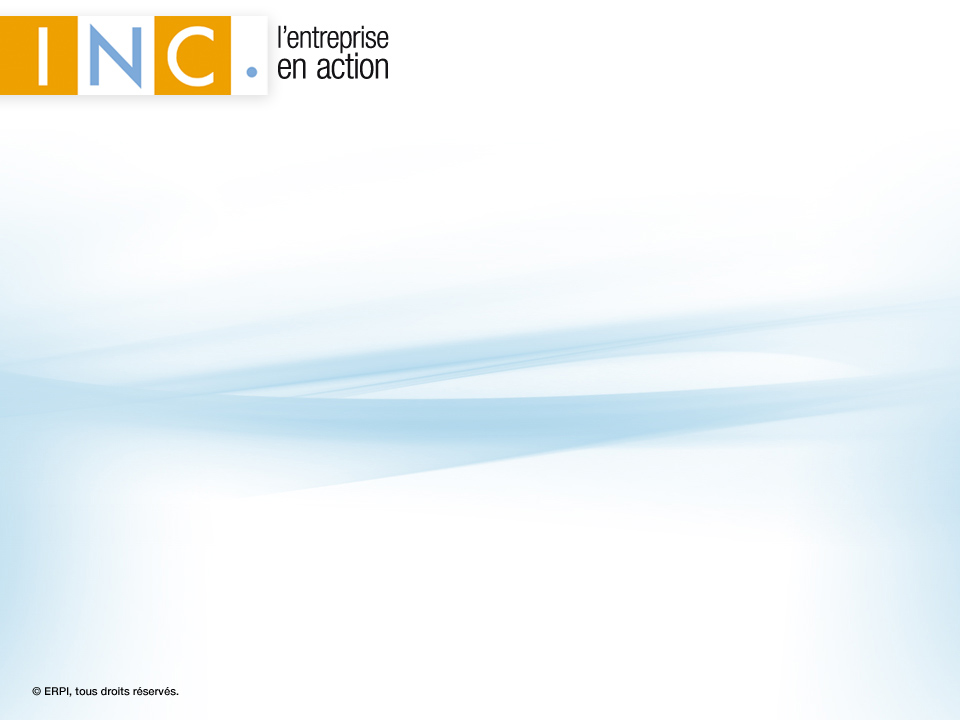 INC.
l'entreprise
en action
© ERPI, tous droits réservés.